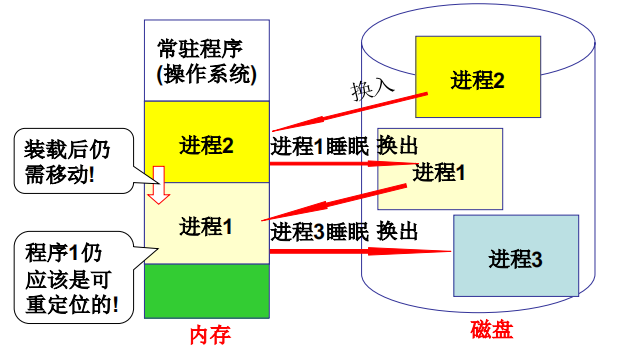 常驻程序
(操作系统)
进程2
换入
进程2
装载后仍
需移动!
进程1睡眠 换出
进程1
进程1
程序1仍
应该是可
重定位的!
进程3睡眠 换出
进程3
内存
磁盘